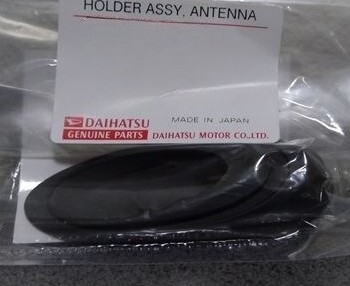 HOLDER ASSY, ANTENNA
DAIHATSU MADE IN JAPAN
GENUINE PARTS DAIHATSU MOTOR CO.,LTD.